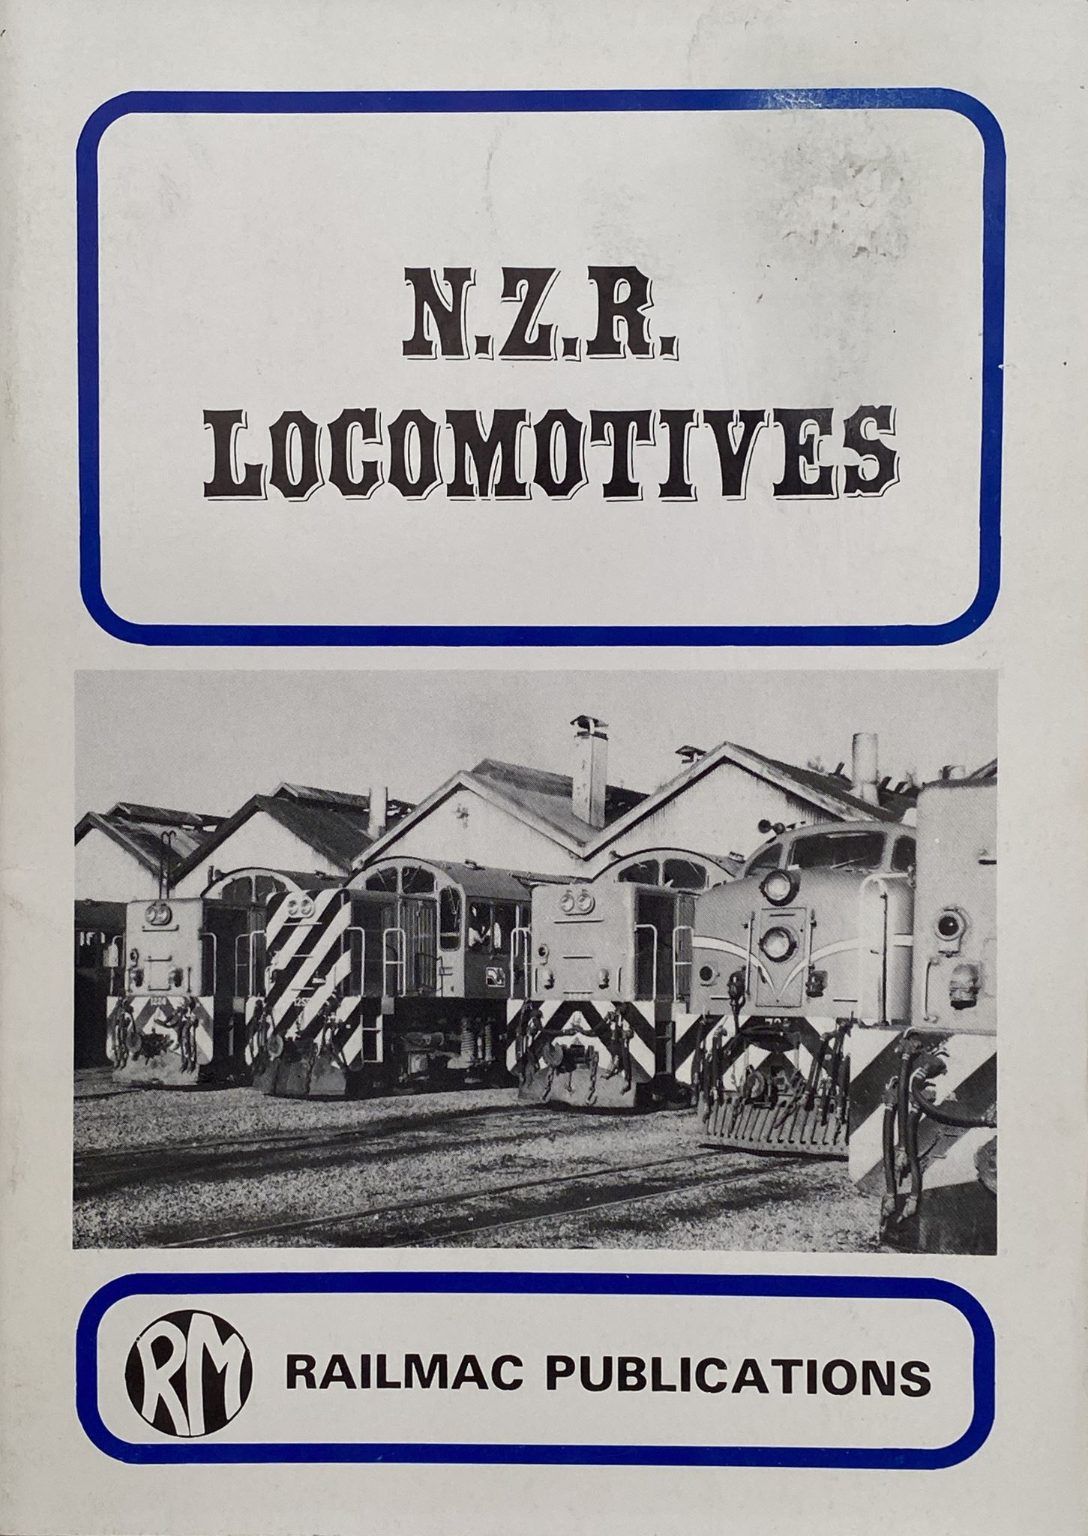 N.Z.R.
LOCOMOTIVES
RM RAILMAC PUBLICATIONS